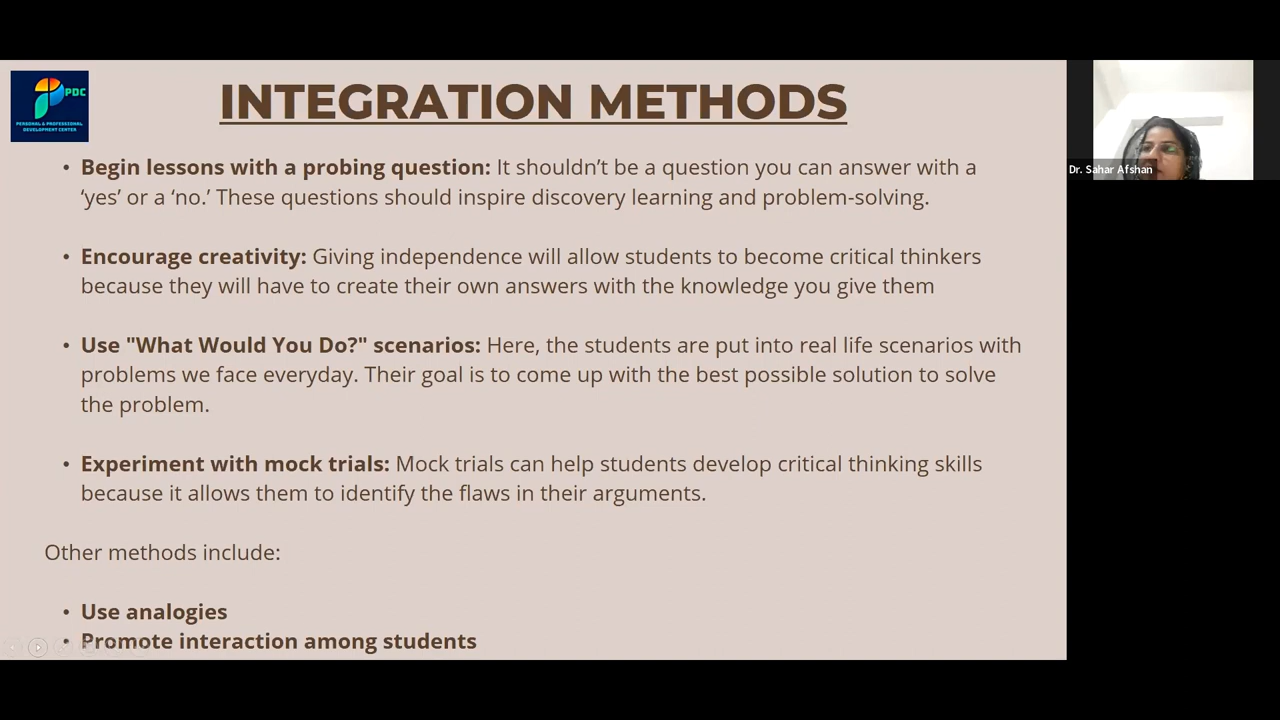 PDC
PERSONAL & PROFESSIONAL
DEVELOPMENT CENTER
INTEGRATION METHODS
• Begin lessons with a probing question: It shouldn’t be a question you can answer with a
‘yes’ or a ‘no.’ These questions should inspire discovery learning and problem-solving.
• Encourage creativity: Giving independence will allow students to become critical thinkers
because they will have to create their own answers with the knowledge you give them
• Use "What Would You Do?" scenarios: Here, the students are put into real life scenarios with
problems we face everyday. Their goal is to come up with the best possible solution to solve
the problem.
• Experiment with mock trials: Mock trials can help students develop critical thinking skills
because it allows them to identify the flaws in their arguments.
Other methods include:
• Use analogies
• Promote interaction among students
Dr. Sahar Afshan